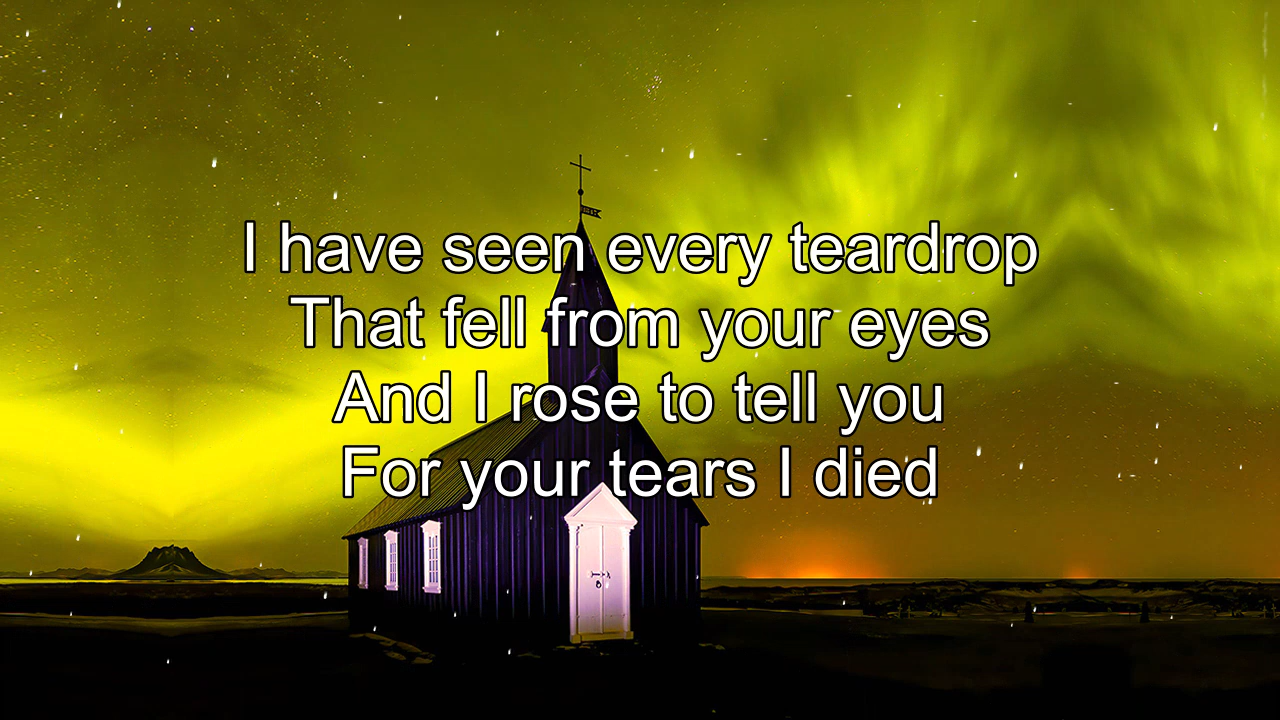 I have seen every teardrop
That fell from your eyes
And I rose to tell you
For your tears I died